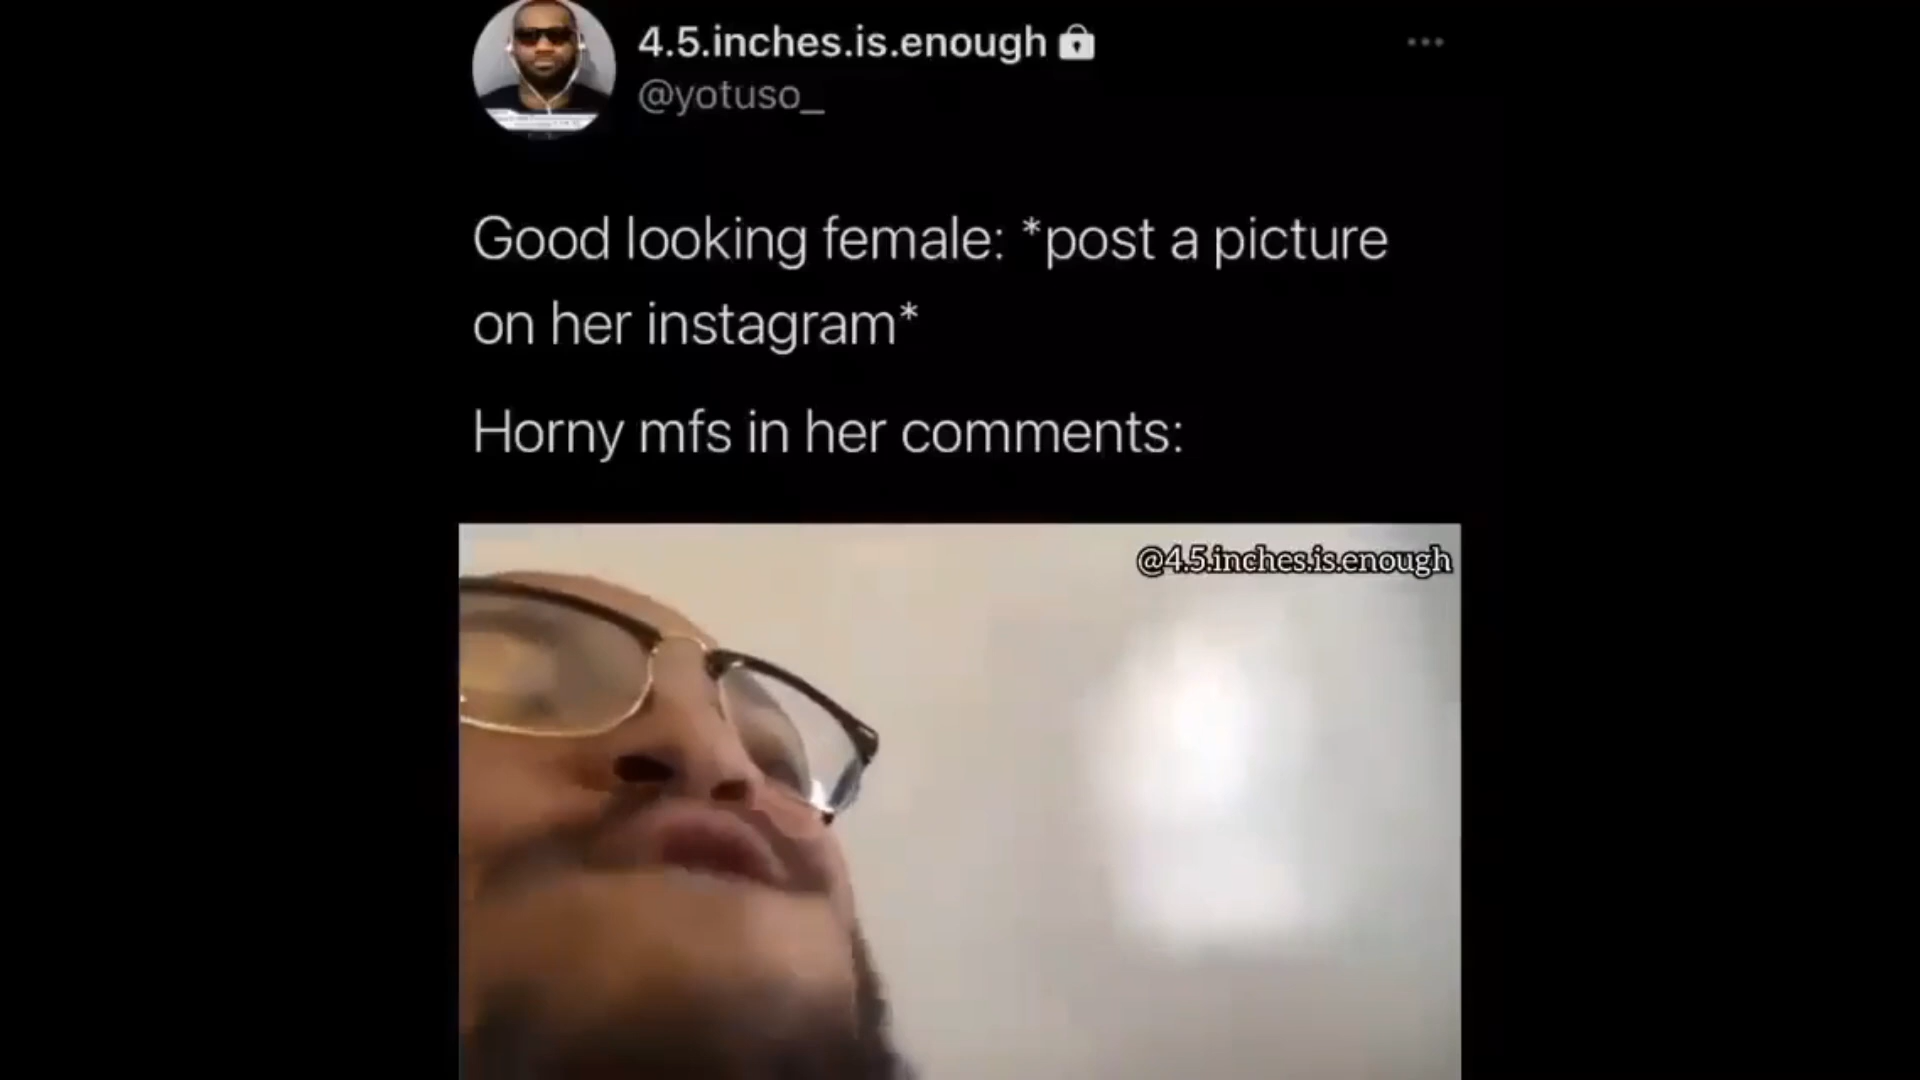 4.5.inches.is.enough
@yotuso_
Good looking female: *post a picture
on her instagram*
Horny mfs in her comments:
@4.5.inches.is.enough